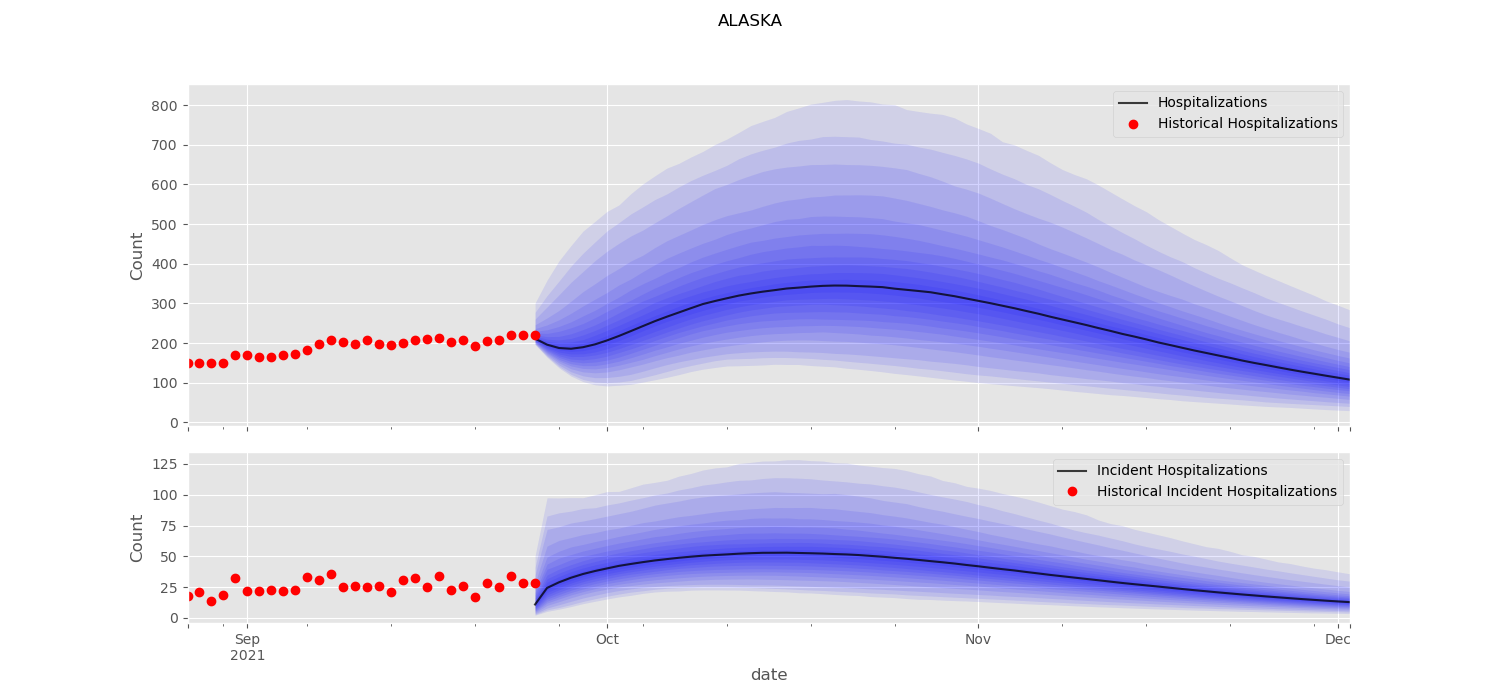 ALASKA
Hospitalizations
Historical Hospitalizations
Count
800
700
600
500
400
300
200
100
0
Incident Hospitalizations
Historical Incident Hospitalizations
Count
125
100
75
50
25
0
Sep Oct Nov Dec
2021
date